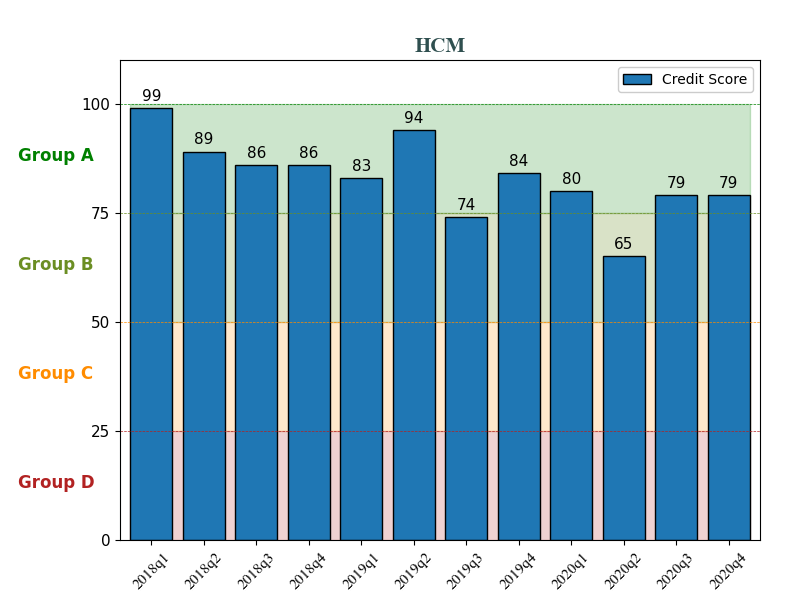 HCM
Credit Score
100
75
50
25
0
Group A
Group B
Group C
Group D
99
89
86
86
83
94
74
84
80
65
79
79
2018q1
2018q2
2018q3
2018q4
2019q1
2019q2
2019q3
2019q4
2020q1
2020q2
2020q3
2020q4